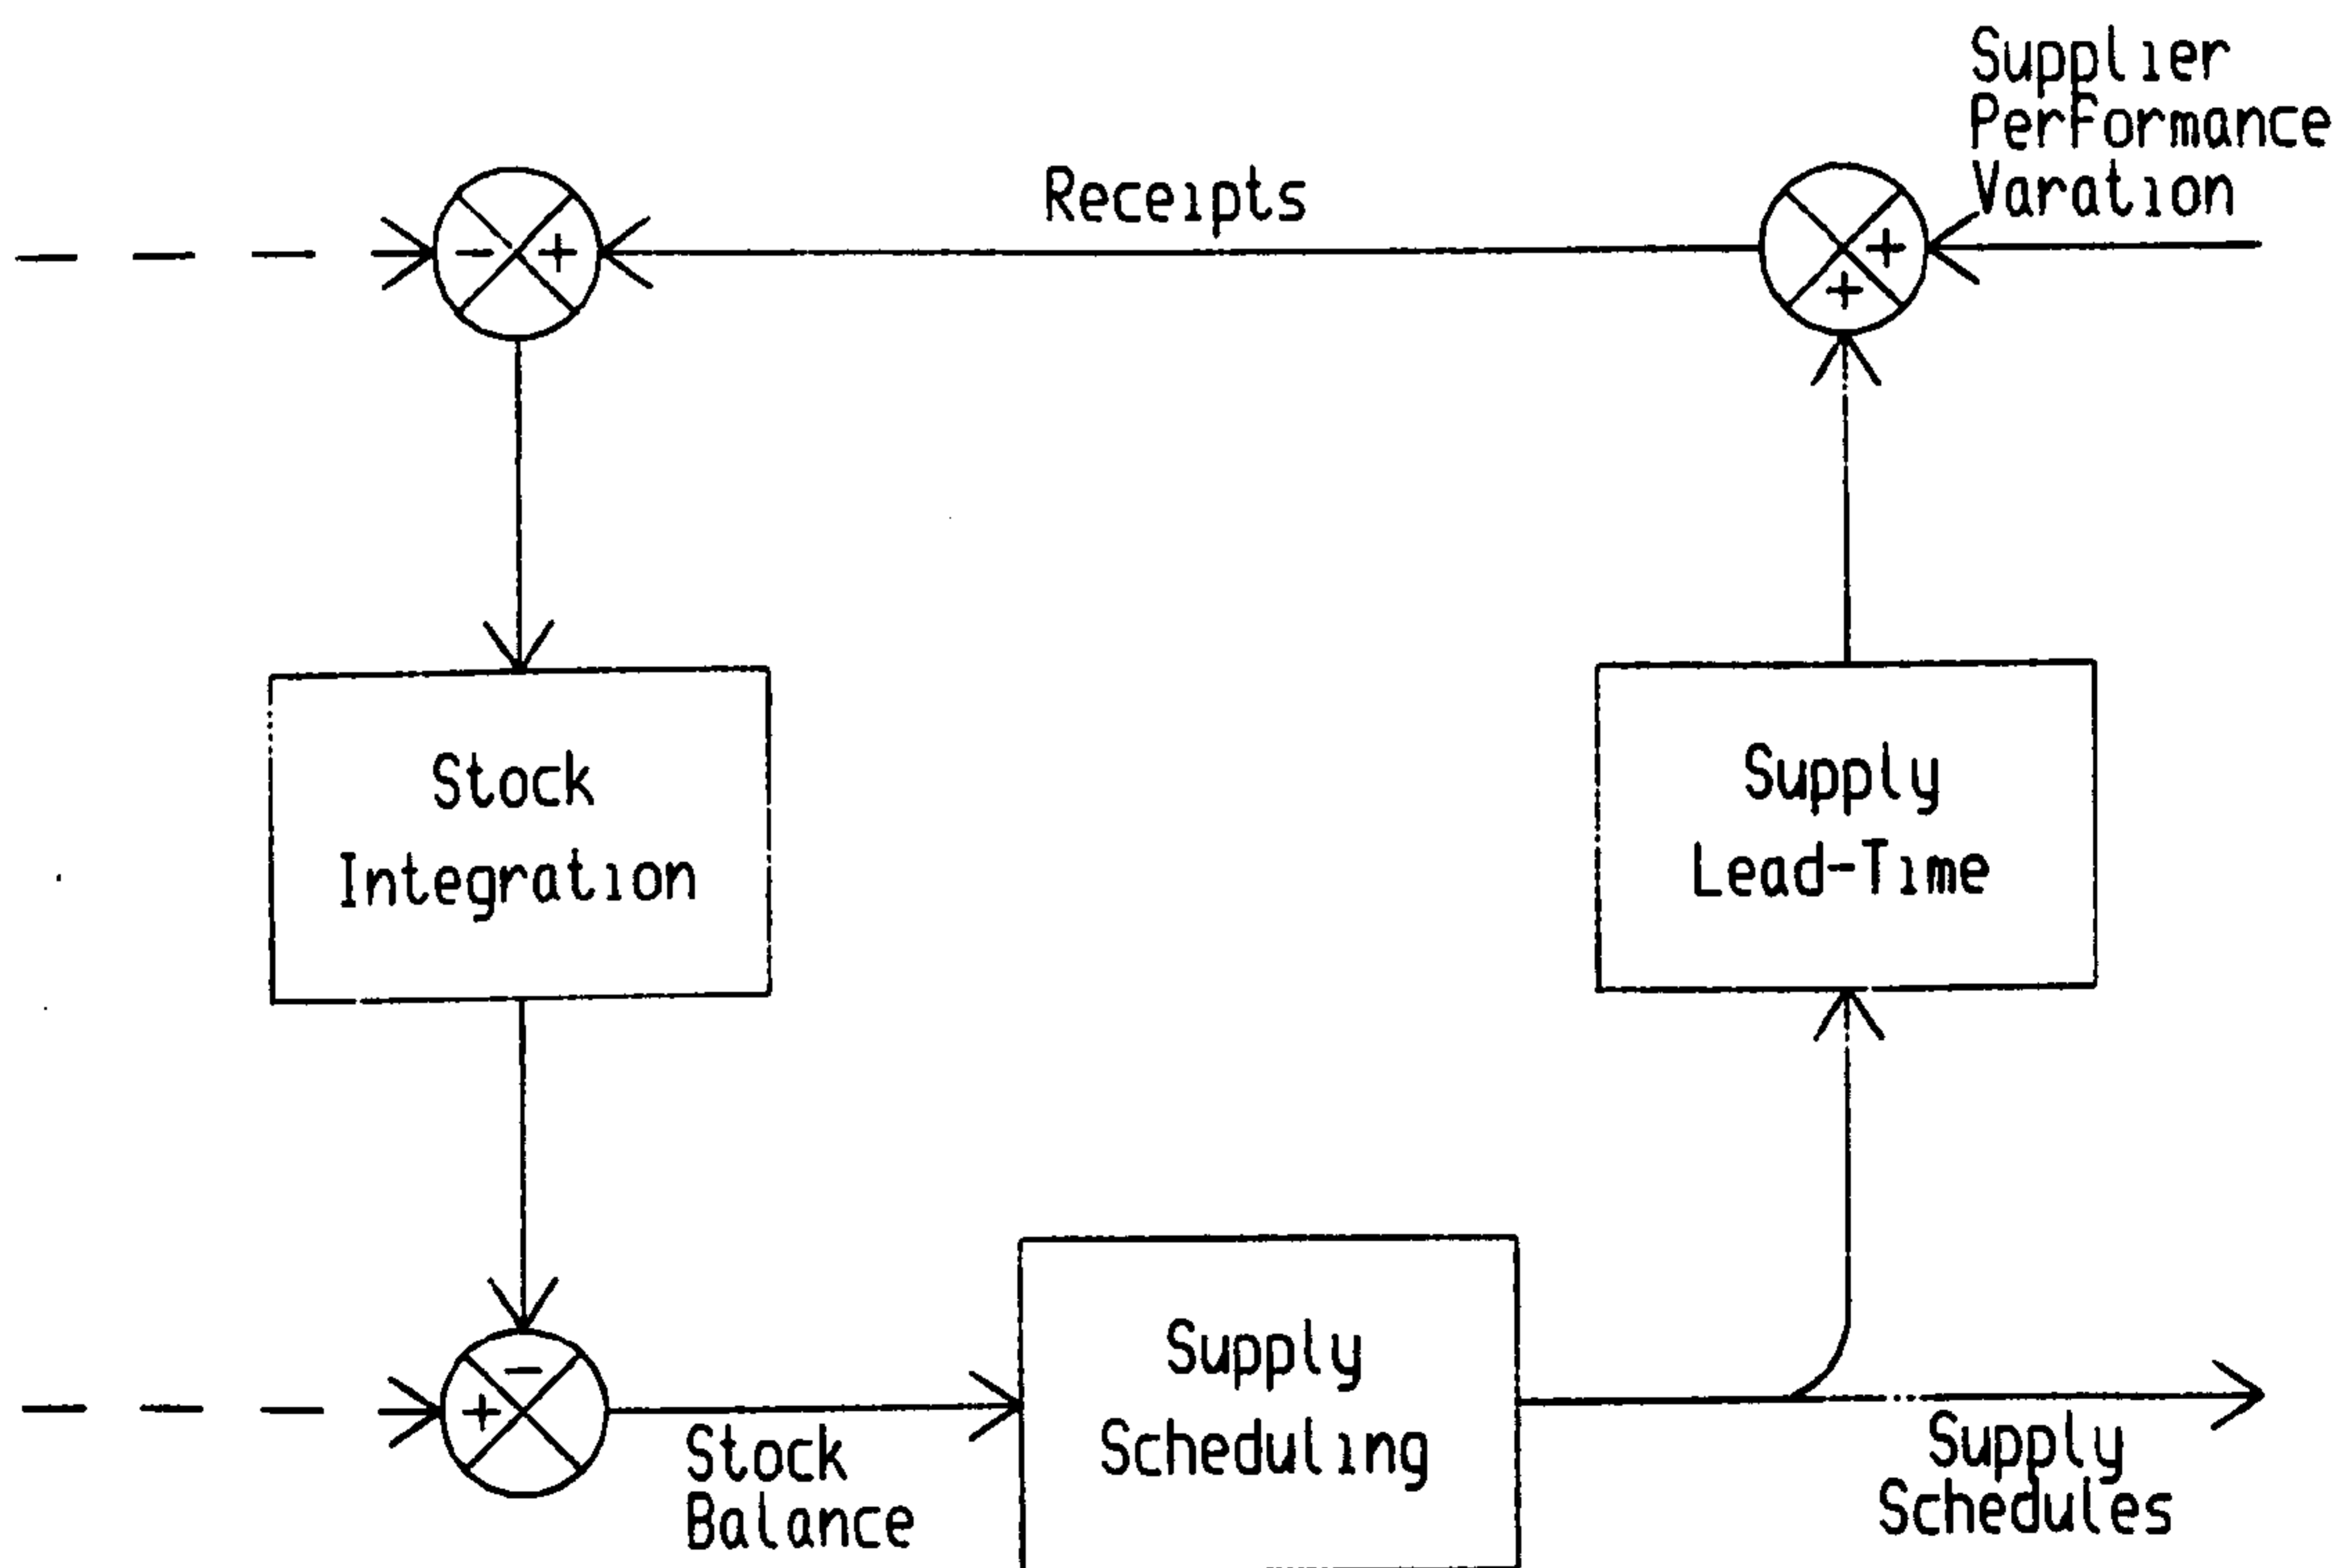 Supplier
Performance
Varation
Receipts
- +
+
+
Stock
Integration
Supply
Lead-Time
-
+
Stock
Balance
Supply
Scheduling
Supply
Schedules